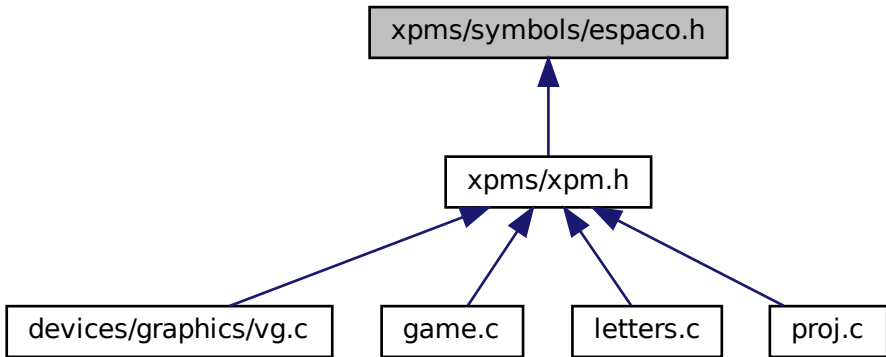 xpms/symbols/espaco.h
xpms/xpm.h
devices/graphics/vg.c
game.c
letters.c
proj.c